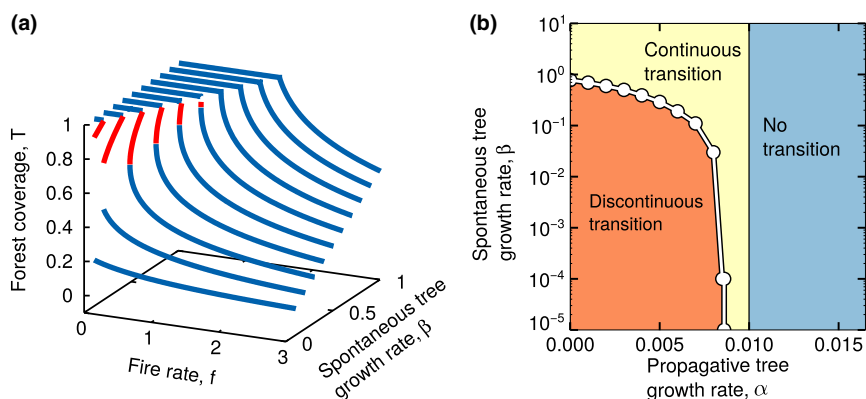 (a)
Forest coverage, T
1
0.8
0.6
0.4
0.2
0
0
1
2
3
Fire rate, f
0
0.5
1
Spontaneous tree
growth rate, β
(b)
Spontaneous tree
growth rate, β
10^1
10^0
10^-1
10^-2
10^-4
10^-5
Continuous
transition
No
transition
Discontinuous
transition
0.000
0.005
0.010
0.015
Propagative tree
growth rate, α